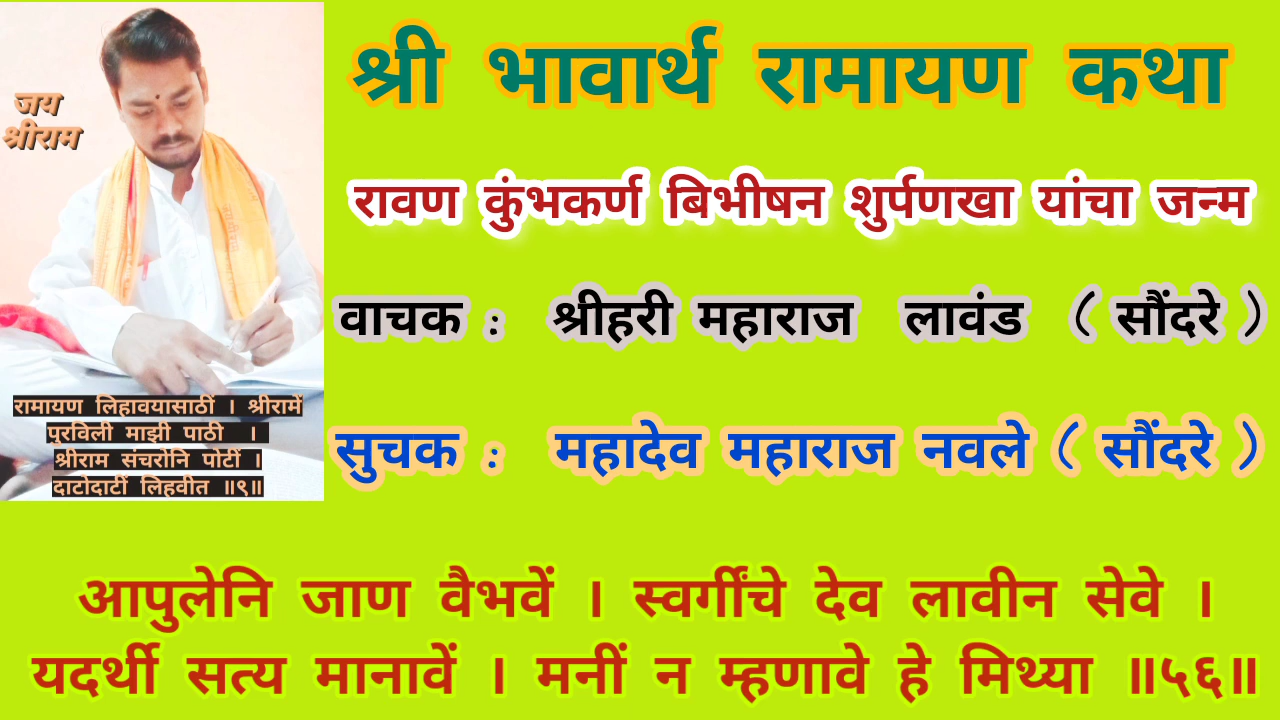 जय
श्रीराम
श्री भावार्थ रामायण कथा
रावण कुंभकर्ण बिभीषन शुर्पणखा यांचा जन्म
वाचक : श्रीहरी महाराज लावंड ( सौंदरे )
सुचक : महादेव महाराज नवले ( सौंदरे )
रामायण लिहावयासाठीं । श्रीरामें
पुरविली माझी पाठी ।
श्रीराम संचरोनि पोटीं ।
दाटोदाटीं लिहवीत ॥९॥
आपुलेनि जाण वैभवें । स्वर्गींचे देव लावीन सेवे ।
यदर्थी सत्य मानावें । मनीं न म्हणावे हे मिथ्या ॥५६॥